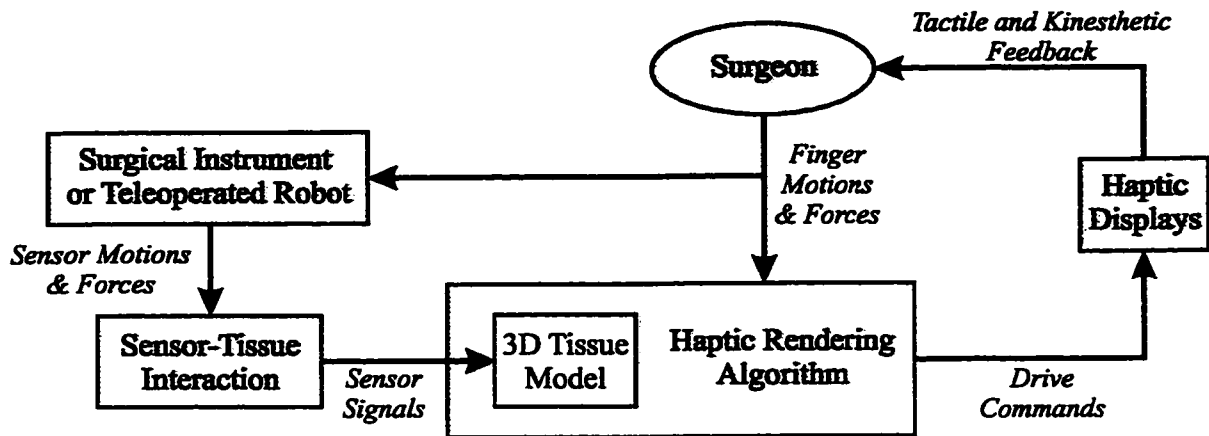 Tactile and Kinesthetic
Feedback
Surgeon
Surgical Instrument
or Teleoperated Robot
Finger
Motions
& Forces
Haptic
Displays
Sensor Motions
& Forces
Sensor-Tissue
Interaction
Sensor
Signals
3D Tissue
Model
Haptic Rendering
Algorithm
Drive
Commands